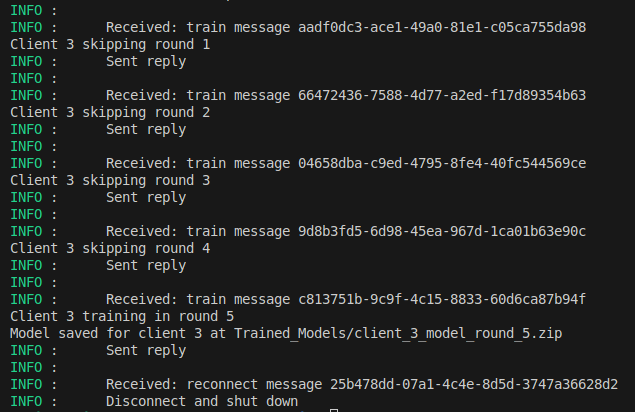 INFO :
INFO :      Received: train message aadf0dc3-ace1-49a0-81e1-c05ca755da98
Client 3 skipping round 1
INFO :      Sent reply
INFO :
INFO :      Received: train message 66472436-7588-4d77-a2ed-f17d89354b63
Client 3 skipping round 2
INFO :      Sent reply
INFO :
INFO :      Received: train message 04658dba-c9ed-4795-8fe4-40fc544569ce
Client 3 skipping round 3
INFO :      Sent reply
INFO :
INFO :      Received: train message 9d8b3fd5-6d98-45ea-967d-1ca01b63e90c
Client 3 skipping round 4
INFO :      Sent reply
INFO :
INFO :      Received: train message c813751b-9c9f-4c15-8833-60d6ca87b94f
Client 3 training in round 5
Model saved for client 3 at Trained_Models/client_3_model_round_5.zip
INFO :      Sent reply
INFO :
INFO :      Received: reconnect message 25b478dd-07a1-4c4e-8d5d-3747a36628d2
INFO :      Disconnect and shut down